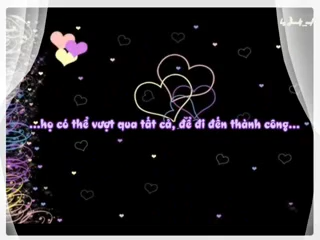 ...họ có thể vượt qua tất cả, để đi đến thành công...